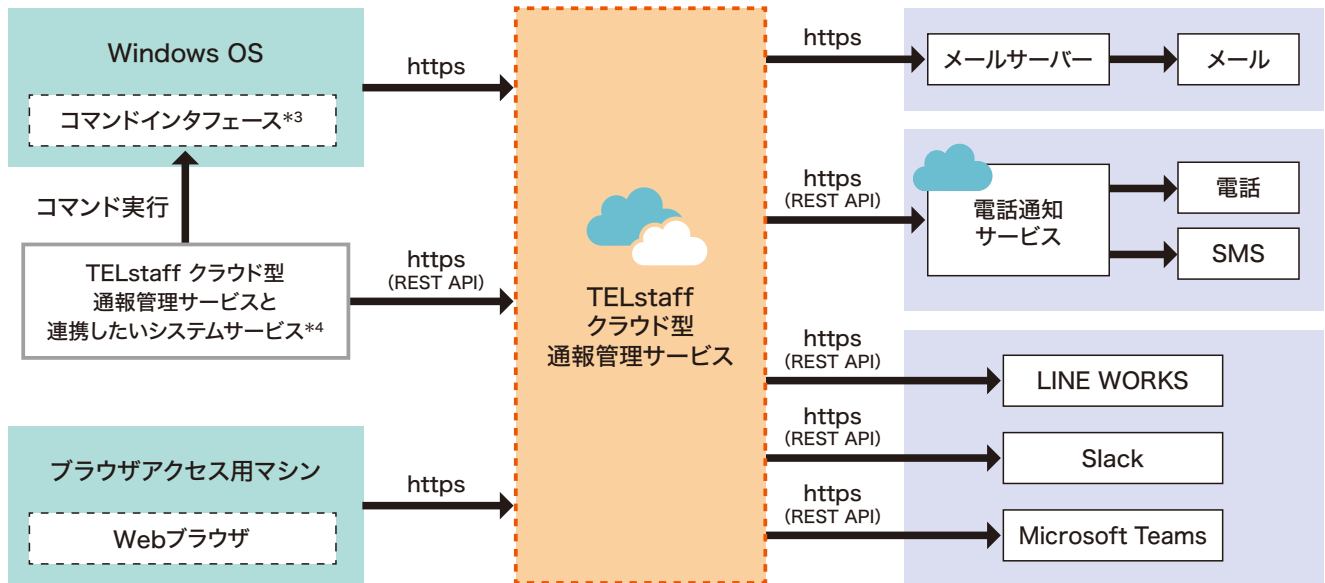 Windows OS
コマンドインタフェース*3
コマンド実行
TELstaff クラウド型
通報管理サービスと
連携したいシステムサービス*4
ブラウザアクセス用マシン
Webブラウザ
https
https
(REST API)
https
TELstaff
クラウド型
通報管理サービス
https
メールサーバー
メール
https
(REST API)
電話通知
サービス
電話
SMS
https
(REST API)
LINE WORKS
https
(REST API)
Slack
https
(REST API)
Microsoft Teams